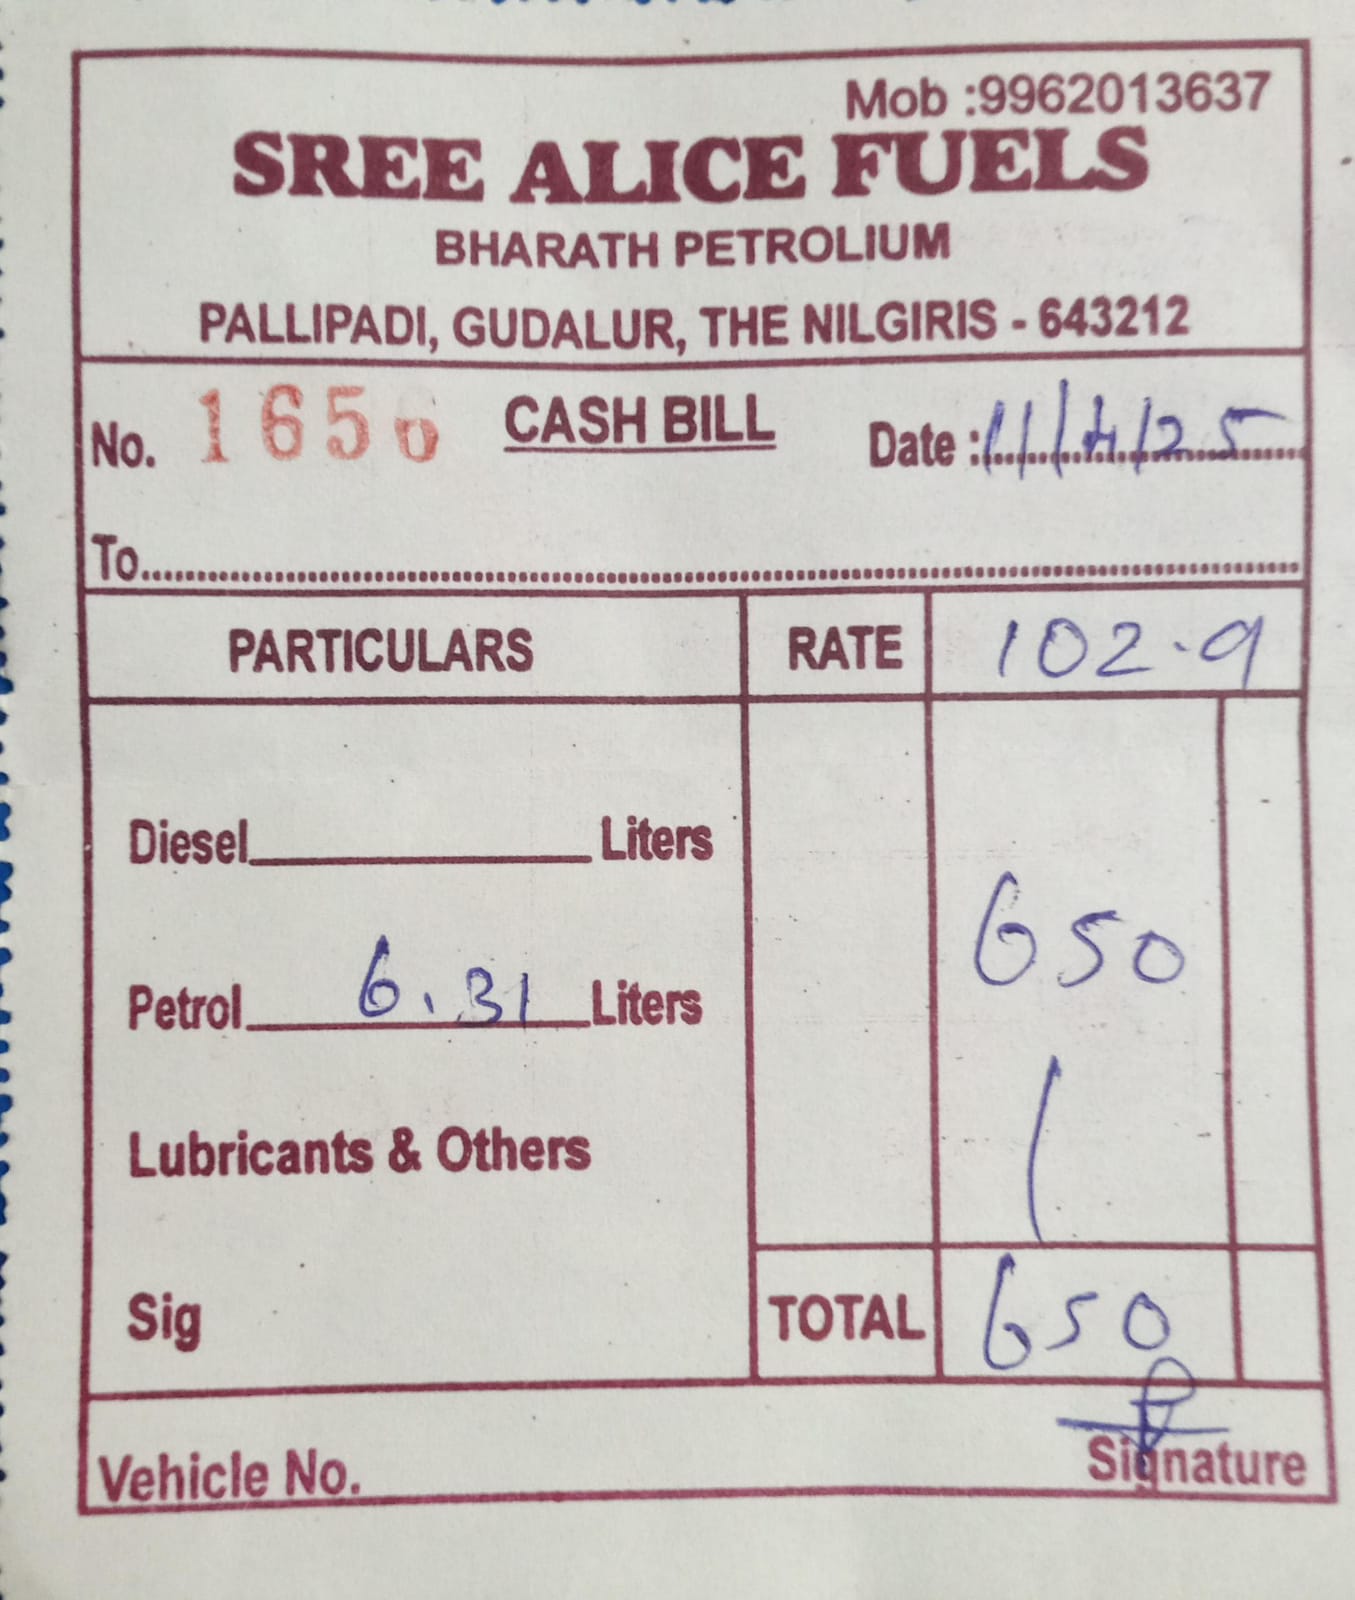 Mob :9962013637
SREE ALICE FUELS
BHARATH PETROLIUM
PALLIPADI, GUDALUR, THE NILGIRIS - 643212
No. 1650 CASH BILL Date : 11/4/25
To
PARTICULARS RATE 102.9
Diesel Liters
650
Petrol 6.31 Liters
Lubricants & Others
Sig TOTAL 650
Vehicle No. Signature